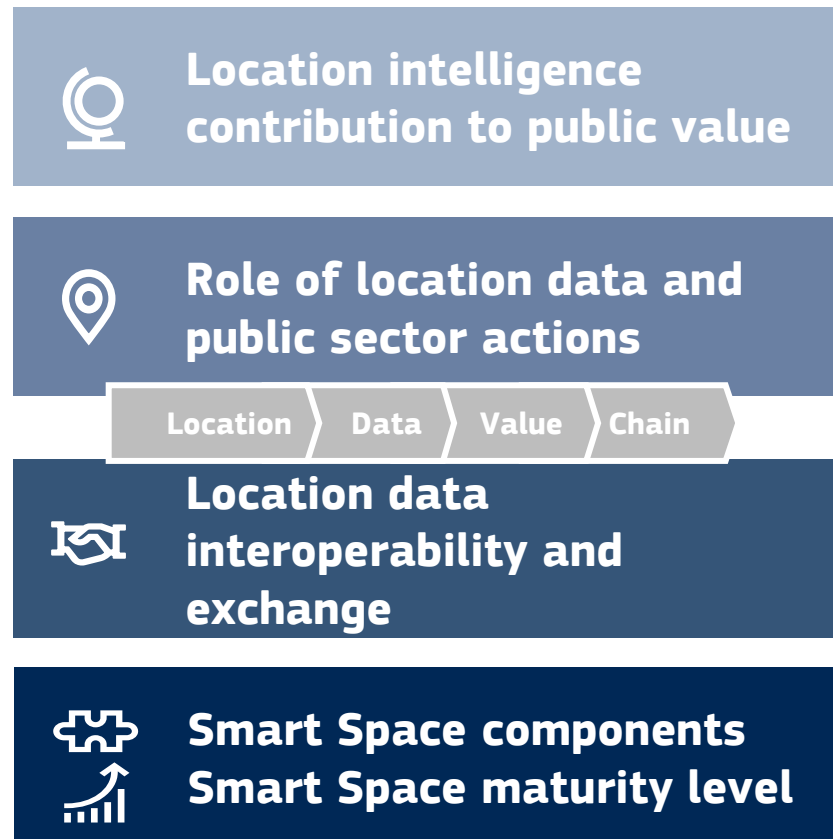 Location intelligence
contribution to public value
Role of location data and
public sector actions
Location Data Value Chain
Location data
interoperability and
exchange
Smart Space components
Smart Space maturity level